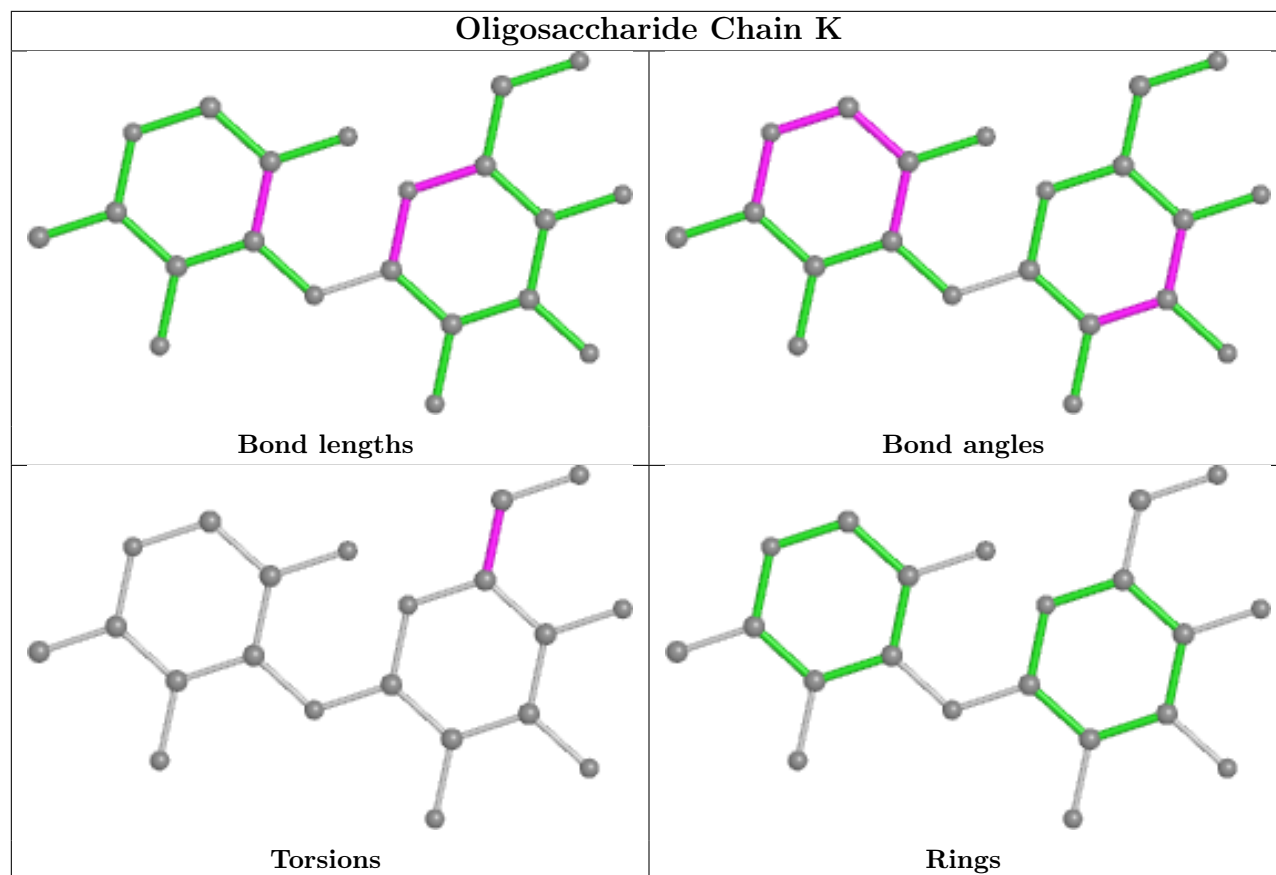 Oligosaccharide Chain K
Bond lengths
Bond angles
Torsions
Rings